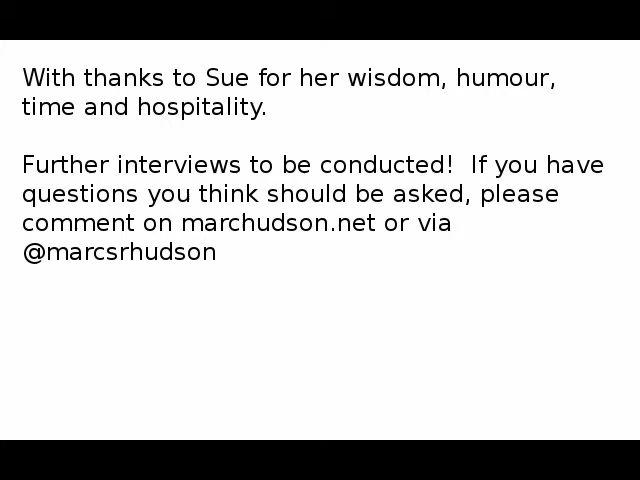 With thanks to Sue for her wisdom, humour,
time and hospitality.
Further interviews to be conducted!  If you have
questions you think should be asked, please
comment on marchudson.net or via
@marcsrhudson